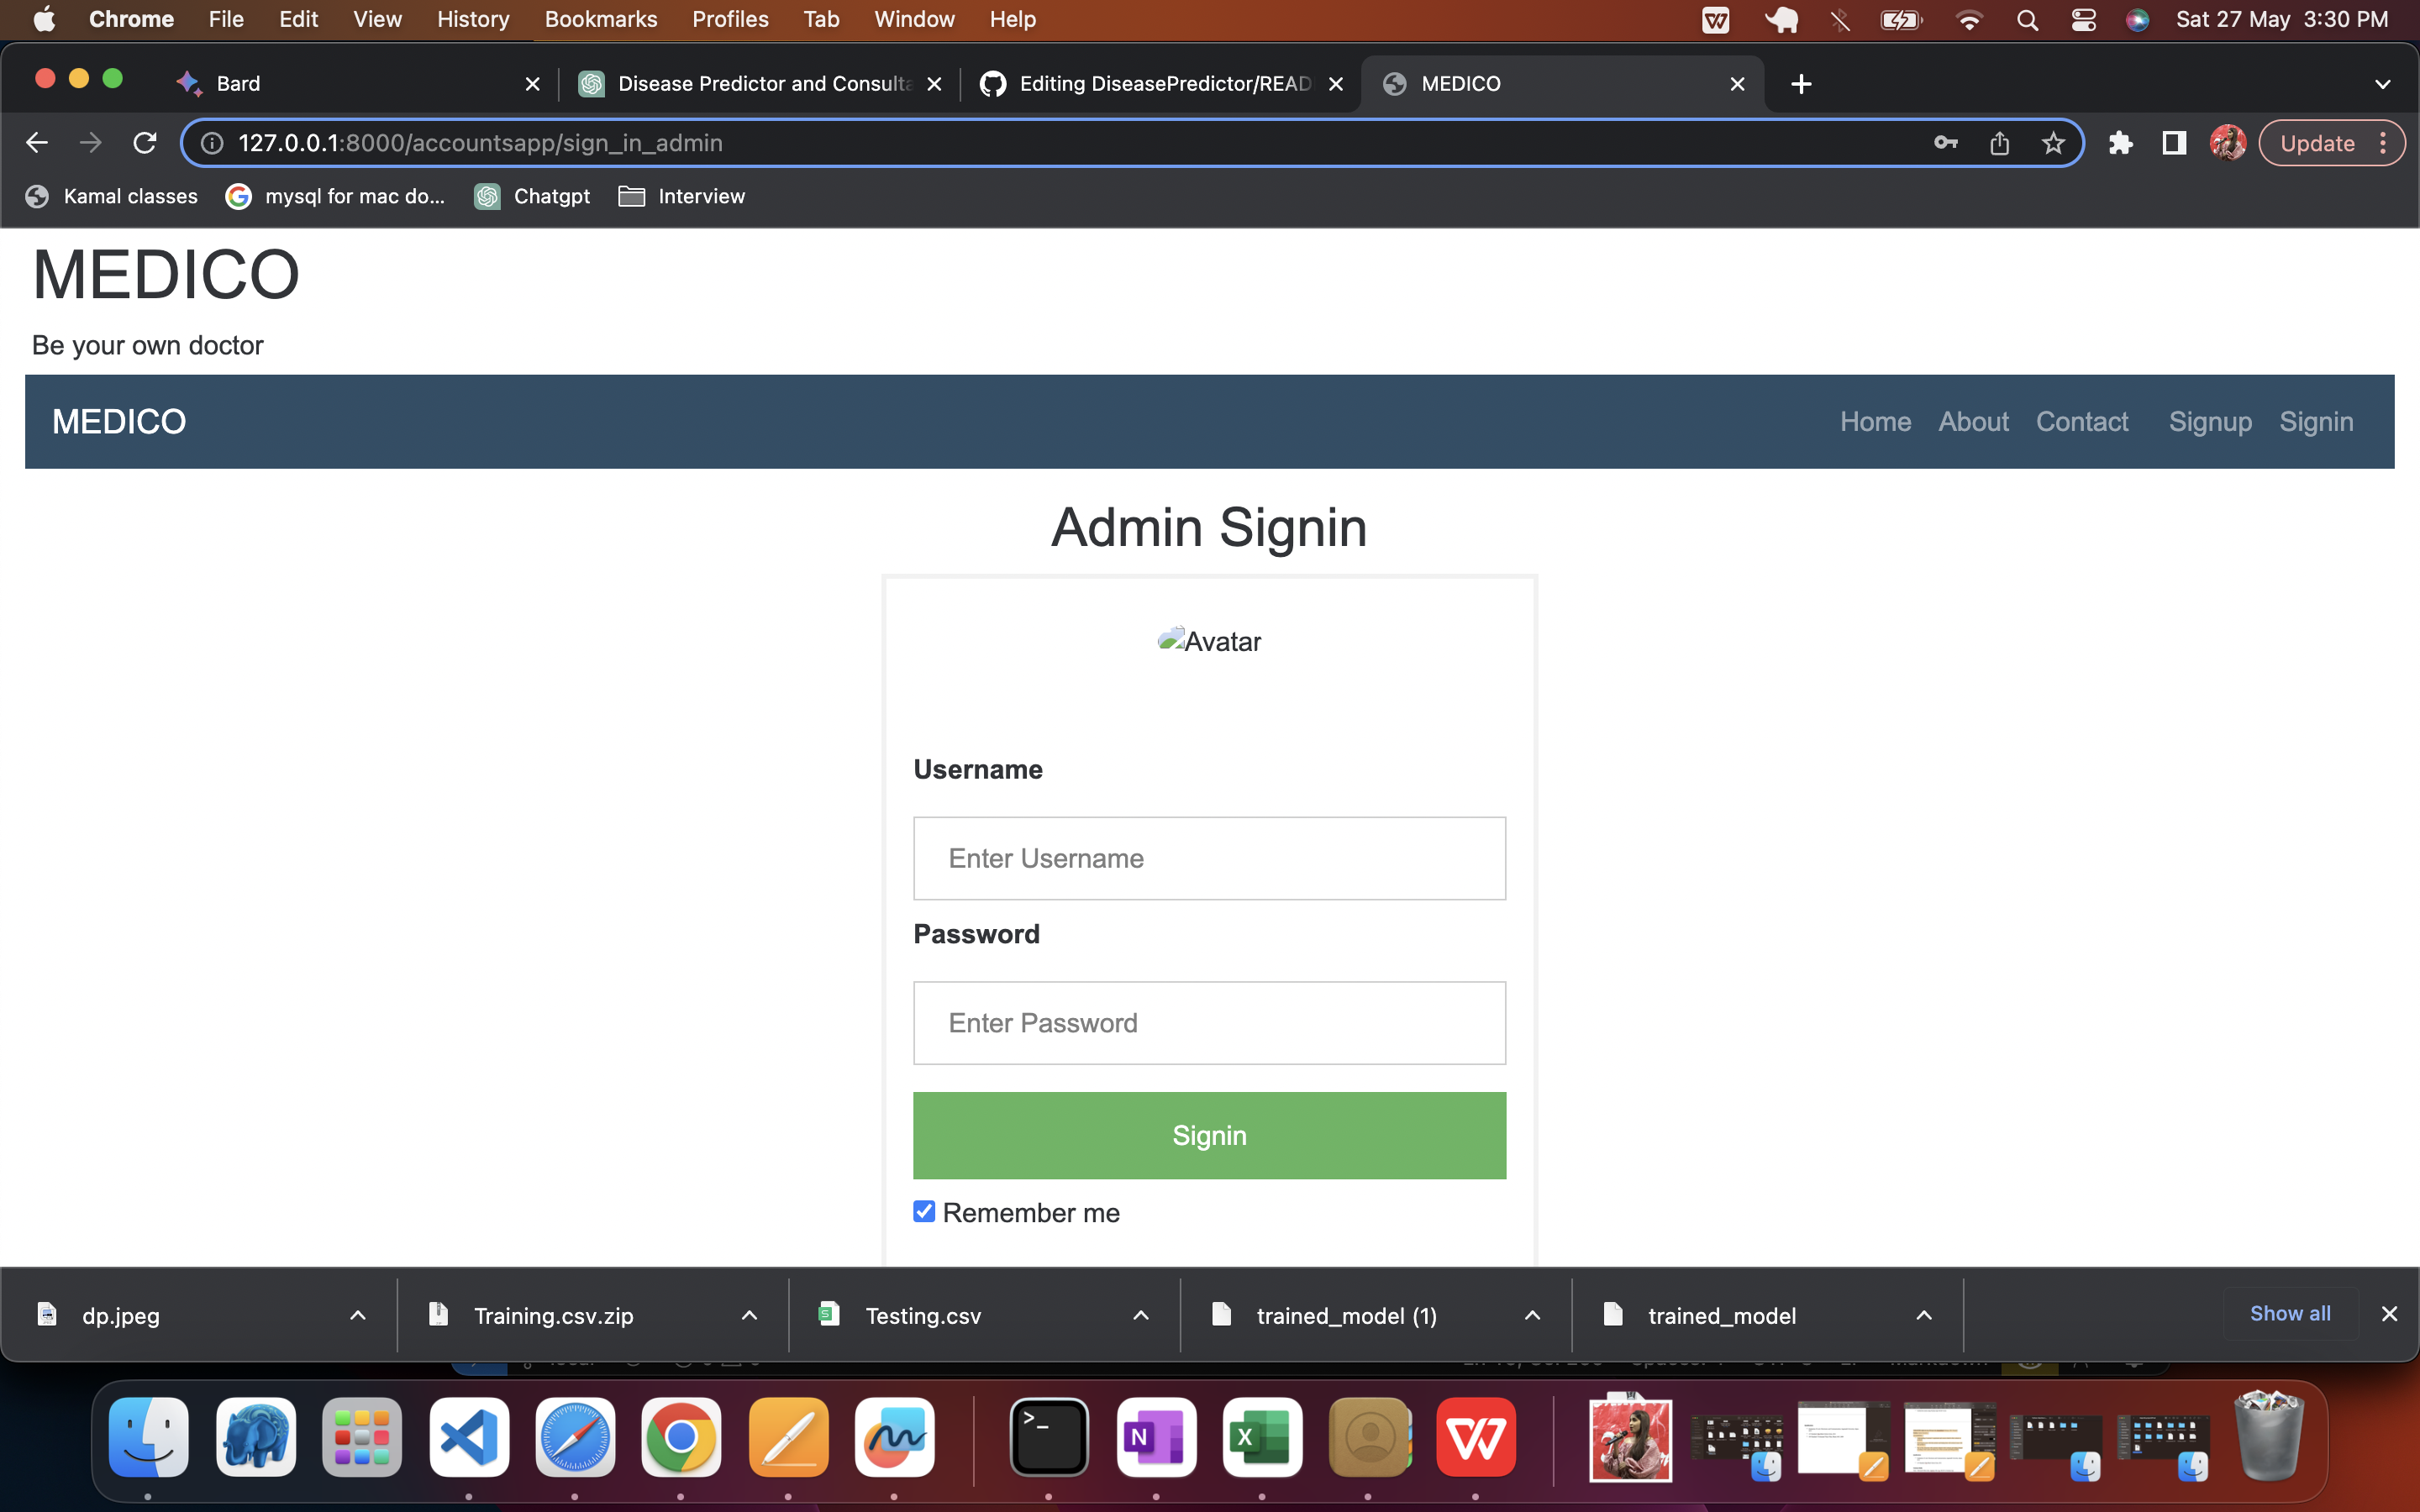 Chrome File Edit View History Bookmarks Profiles Tab Window Help Sat 27 May 3:30 PM
Bard Disease Predictor and Consulta Editing DiseasePredictor/READ MEDICO
127.0.0.1:8000/accountsapp/sign_in_admin Update
Kamal classes mysql for mac do... Chatgpt Interview
MEDICO
Be your own doctor
MEDICO Home About Contact Signup Signin
Admin Signin
Avatar
Username
Enter Username
Password
Enter Password
Signin
Remember me
dp.jpeg Training.csv.zip Testing.csv trained_model (1) trained_model Show all